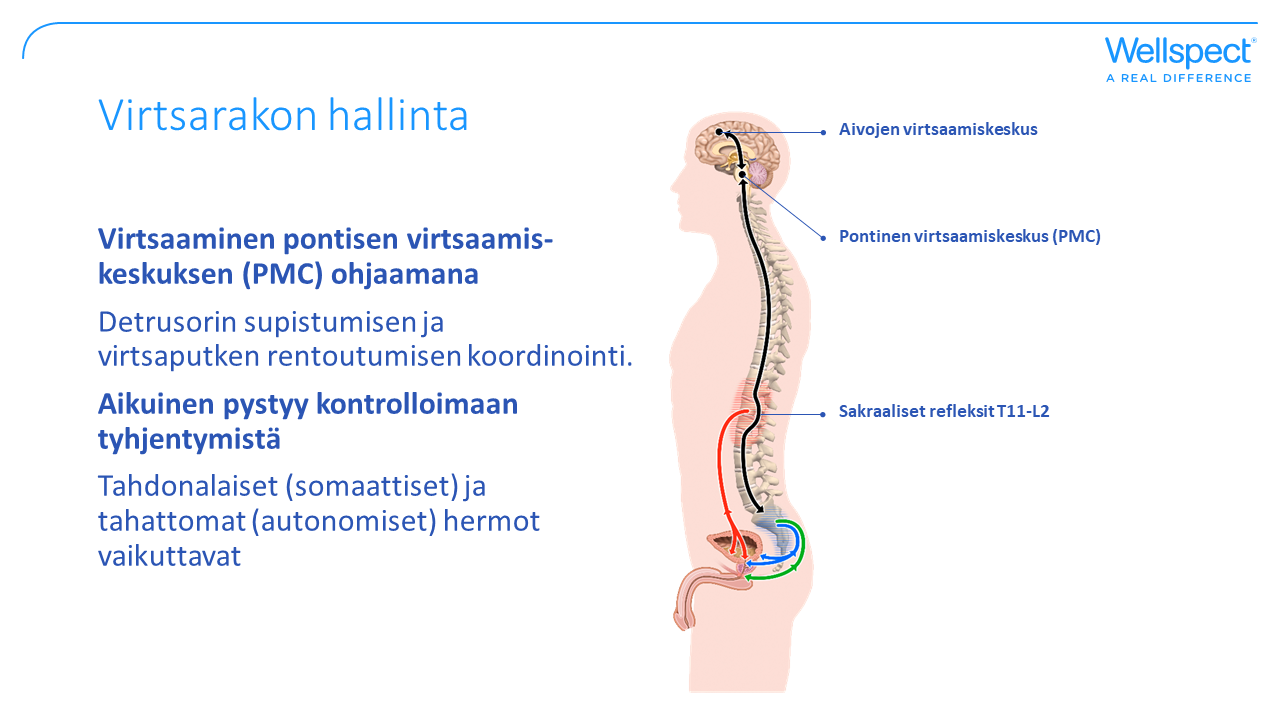 Wellspect®
A REAL DIFFERENCE
Virtsarakon hallinta
Virtsaaminen pontisen virtsaamis-
keskuksen (PMC) ohjaamana
Detrusorin supistumisen ja
virtsaputken rentoutumisen koordinointi.
Aikuinen pystyy kontrolloimaan
tyhjentymistä
Tahdonalaiset (somaattiset) ja
tahattomat (autonomiset) hermot
vaikuttavat
Aivojen virtsaamiskeskus
Pontinen virtsaamiskeskus (PMC)
Sakraaliset refleksit T11-L2